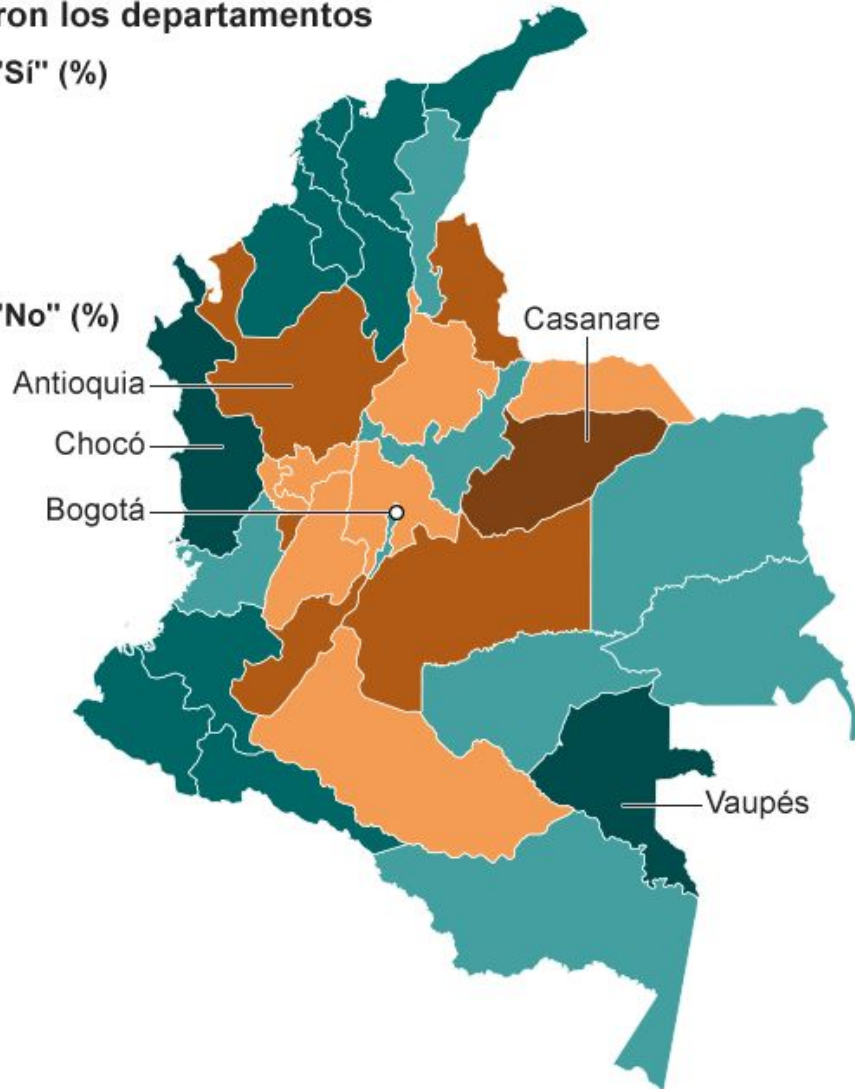 ron los departamentos
"Sí" (%)
"No" (%)
Casanare
Antioquia
Chocó
Bogotá
Vaupés